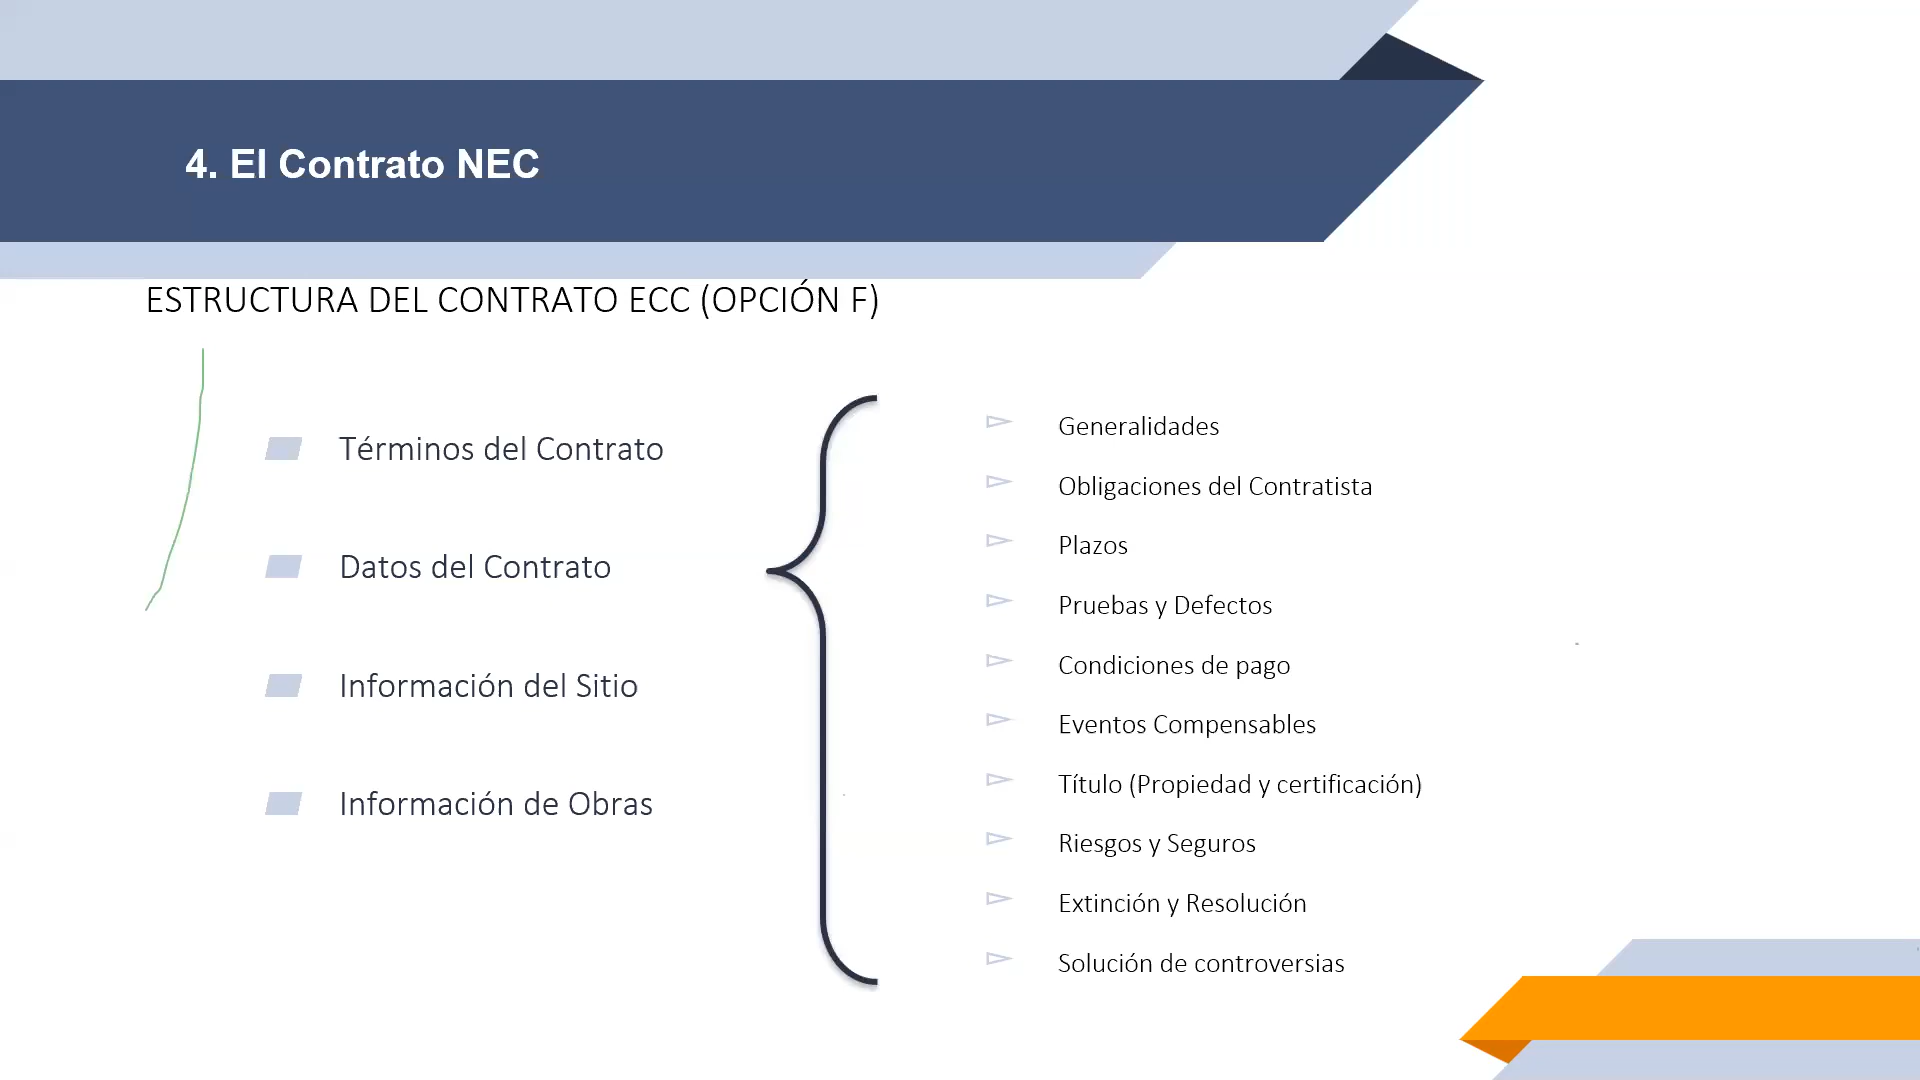 4. El Contrato NEC
ESTRUCTURA DEL CONTRATO ECC (OPCIÓN F)
Términos del Contrato
Datos del Contrato
Información del Sitio
Información de Obras
Generalidades
Obligaciones del Contratista
Plazos
Pruebas y Defectos
Condiciones de pago
Eventos Compensables
Título (Propiedad y certificación)
Riesgos y Seguros
Extinción y Resolución
Solución de controversias